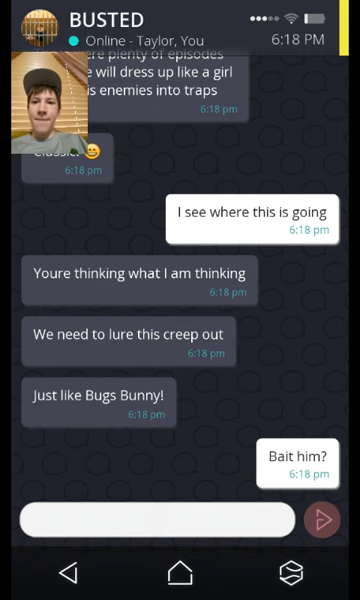 BUSTED
Online - Taylor, You
6:18 PM
plenty of episodes
will dress up like a girl
enemies into traps
6:18 pm
6:18 pm
I see where this is going
6:18 pm
Youre thinking what I am thinking
6:18 pm
We need to lure this creep out
6:18 pm
Just like Bugs Bunny!
6:18 pm
Bait him?
6:18 pm